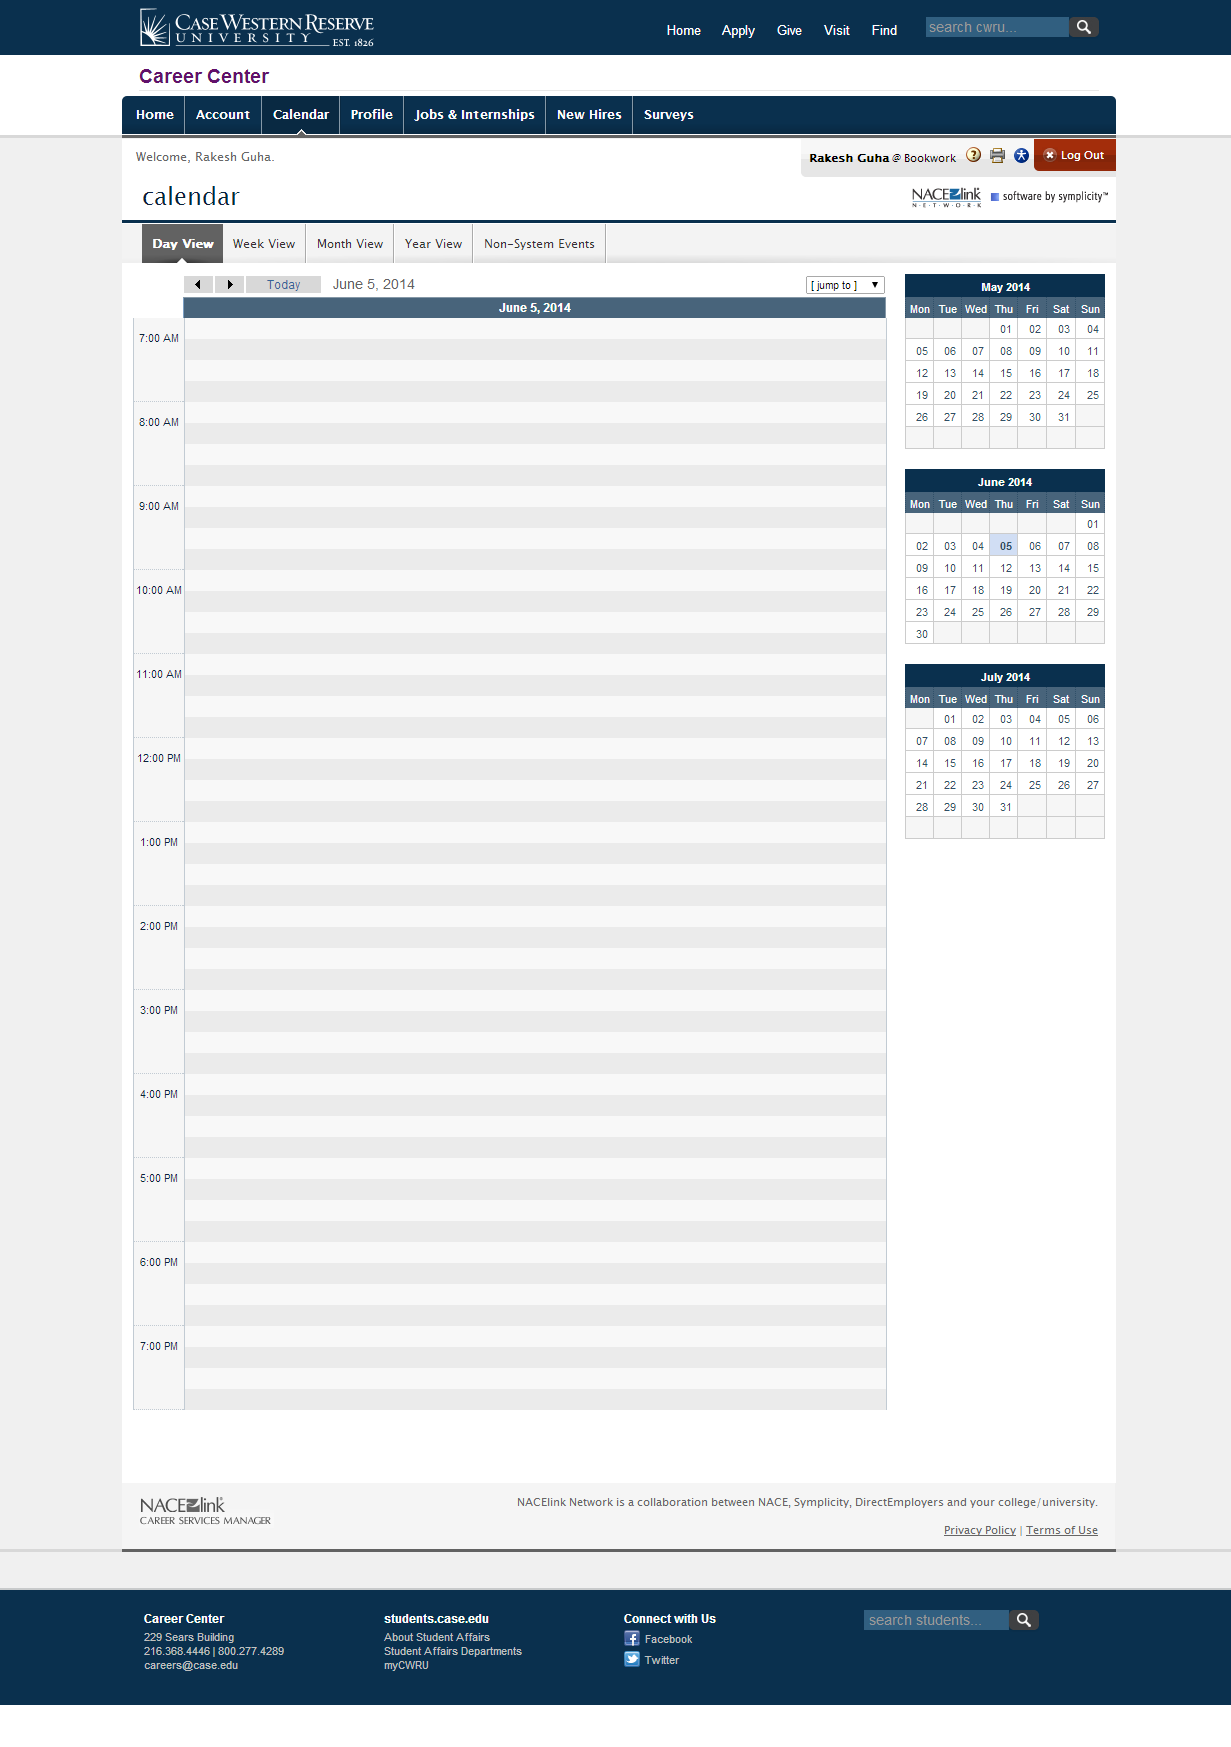 CASE WESTERN RESERVE
UNIVERSITY EST. 1826
Home Apply Give Visit Find search cwru...
Career Center
Home Account Calendar Profile Jobs & Internships New Hires Surveys
Welcome, Rakesh Guha.
Rakesh Guha @ Bookwork ? Log Out
calendar
NACElink
NETWORK
software by symplicity™
Day View Week View Month View Year View Non-System Events
Today June 5, 2014 [ jump to ]
June 5, 2014
7:00 AM
8:00 AM
9:00 AM
10:00 AM
11:00 AM
12:00 PM
1:00 PM
2:00 PM
3:00 PM
4:00 PM
5:00 PM
6:00 PM
7:00 PM
May 2014
Mon Tue Wed Thu Fri Sat Sun
01 02 03 04
05 06 07 08 09 10 11
12 13 14 15 16 17 18
19 20 21 22 23 24 25
26 27 28 29 30 31
June 2014
Mon Tue Wed Thu Fri Sat Sun
01
02 03 04 05 06 07 08
09 10 11 12 13 14 15
16 17 18 19 20 21 22
23 24 25 26 27 28 29
30
July 2014
Mon Tue Wed Thu Fri Sat Sun
01 02 03 04 05 06
07 08 09 10 11 12 13
14 15 16 17 18 19 20
21 22 23 24 25 26 27
28 29 30 31
NACElink
CAREER SERVICES MANAGER
NACElink Network is a collaboration between NACE, Symplicity, DirectEmployers and your college/university.
Privacy Policy | Terms of Use
Career Center
229 Sears Building
216.368.4446 | 800.277.4289
careers@case.edu
students.case.edu
About Student Affairs
Student Affairs Departments
myCWRU
Connect with Us
Facebook
Twitter
search students...